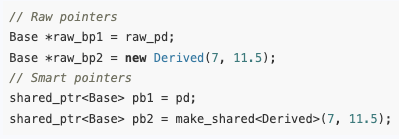 // Raw pointers
Base *raw_bp1 = raw_pd;
Base *raw_bp2 = new Derived(7, 11.5);
// Smart pointers
shared_ptr<Base> pb1 = pd;
shared_ptr<Base> pb2 = make_shared<Derived>(7, 11.5);